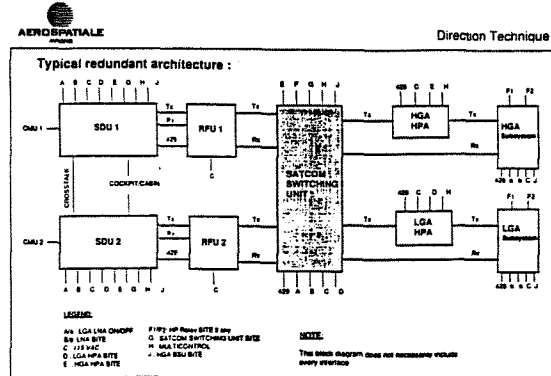 AEROSPATIALE
Direction Technique
Typical redundant architecture :
A B C D E G H J
E F G H J
429 C E H
F1 F2
CMU 1
SDU 1
Tx
Rx
429
RFU 1
C
Tx
Rx
SATCOM
SWITCHING
UNIT
Tx
Rx
HGA
HPA
Tx
HGA
Subsystem
429 a B C J
CROSSTALK
COCKPIT/CABIN
429 C D H
F1 F2
CMU 2
SDU 2
Tx
Rx
429
RFU 2
C
Tx
Rx
Tx
Rx
LGA
HPA
Tx
LGA
Subsystem
A B C D E G H J
429 A B C D
429 a B C J
LEGEND:
A/a : LGA LNA ON/OFF
B/b : LNA BITE
C : 115 VAC
D : LGA HPA BITE
E : HGA HPA BITE
F1/F2: HP Relay BITE if any
G : SATCOM SWITCHING UNIT BITE
H : MULTICONTROL
J : HGA BSU BITE
NOTE:
This block diagram does not necessarily include
every interface